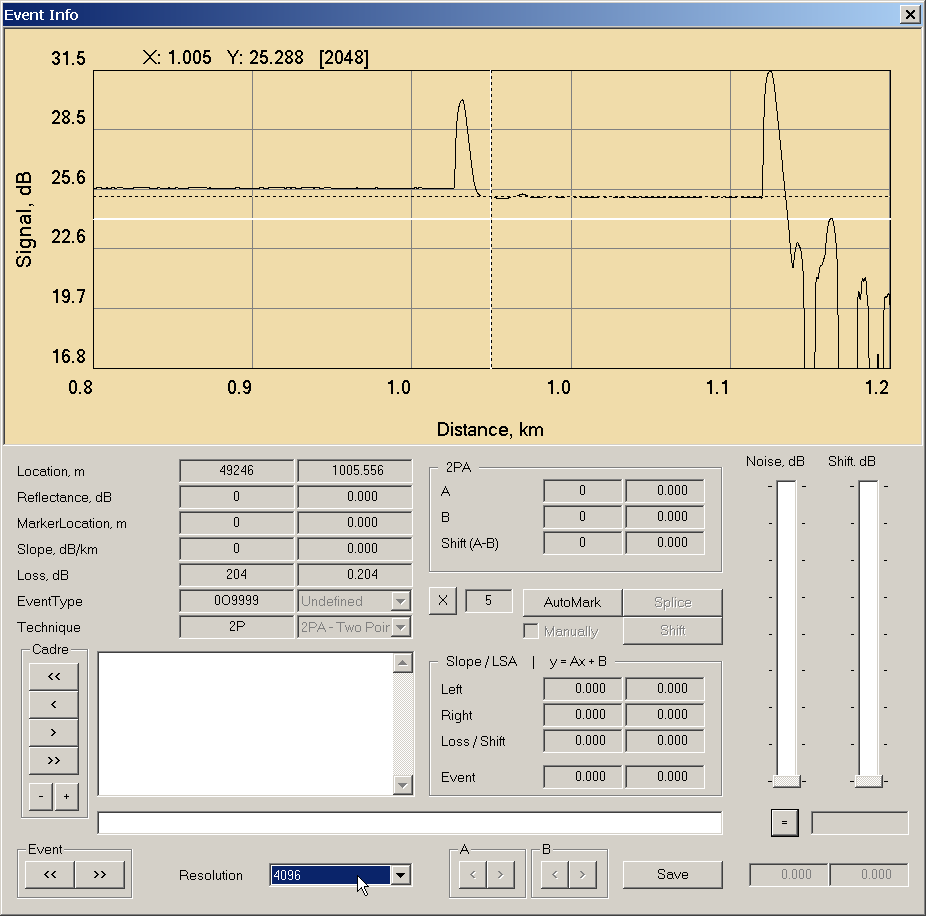 Event Info
31.5 X: 1.005 Y: 25.288 [2048]
28.5
25.6
22.6
19.7
16.8
Signal, dB
0.8 0.9 1.0 1.0 1.1 1.2
Distance, km
Location, m 49246 1005.556
Reflectance, dB 0 0.000
MarkerLocation, m 0 0.000
Slope, dB/km 0 0.000
Loss, dB 204 0.204
EventType 0O9999 Undefined
Technique 2P 2PA - Two Poir
2PA
A 0 0.000
B 0 0.000
Shift (A-B) 0 0.000
X 5 AutoMark Splice
Manually Shift
Noise, dB Shift. dB
Cadre
<<
<
>
>>
- +
Slope / LSA | y = Ax + B
Left 0.000 0.000
Right 0.000 0.000
Loss / Shift 0.000 0.000
Event 0.000 0.000
=
Event
<< >>
Resolution 4096
A
< >
B
< >
Save
0.000 0.000